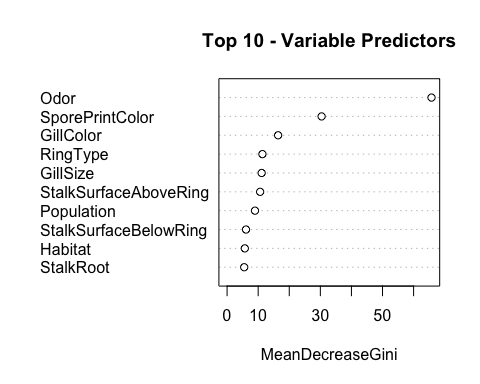 Top 10 - Variable Predictors
Odor
SporePrintColor
GillColor
RingType
GillSize
StalkSurfaceAboveRing
Population
StalkSurfaceBelowRing
Habitat
StalkRoot
0 10 30 50
MeanDecreaseGini